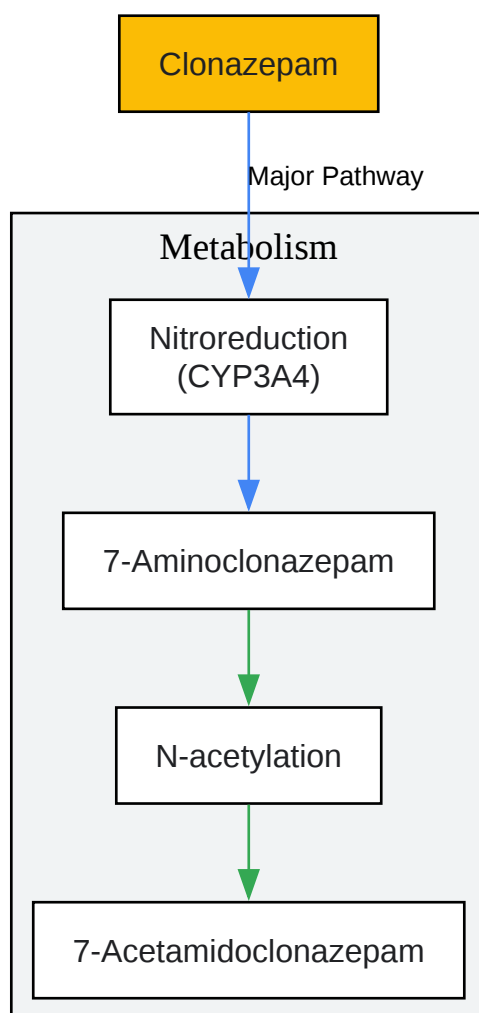 Clonazepam
Major Pathway
Metabolism
Nitroreduction
(CYP3A4)
7-Aminoclonazepam
N-acetylation
7-Acetamidoclonazepam